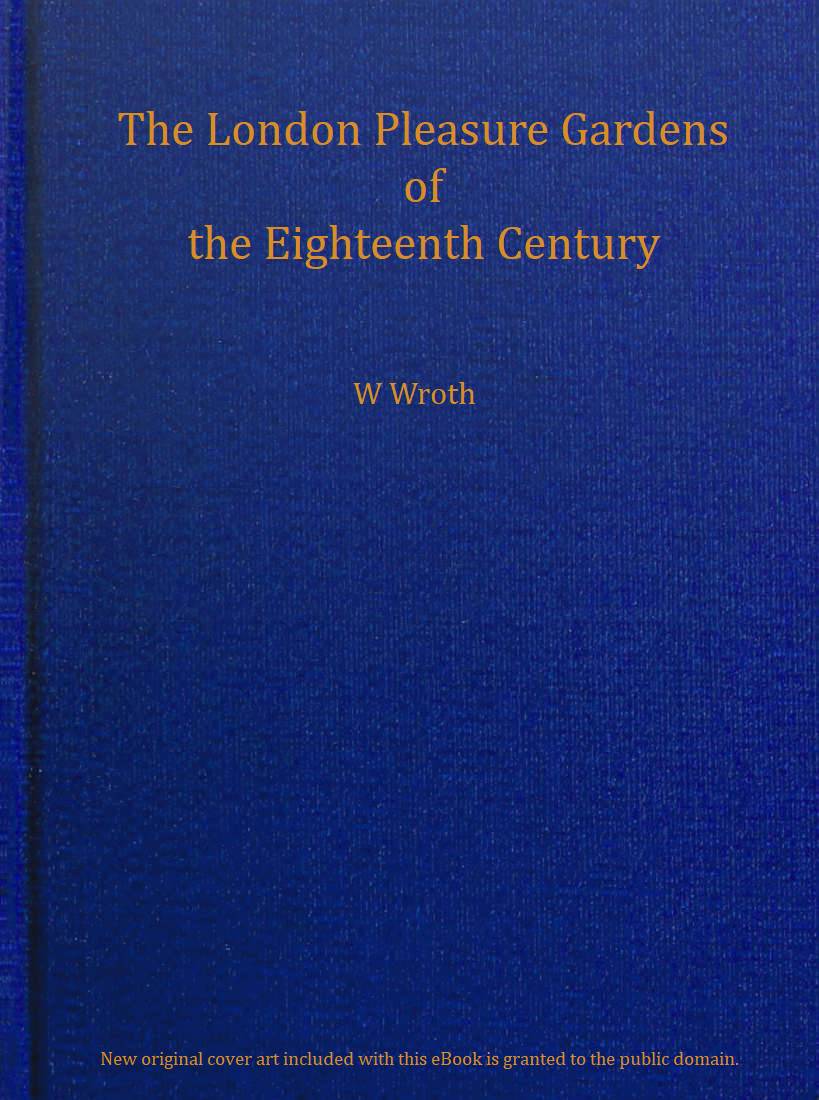 The London Pleasure Gardens
of
the Eighteenth Century
W Wroth
New original cover art included with this eBook is granted to the public domain.